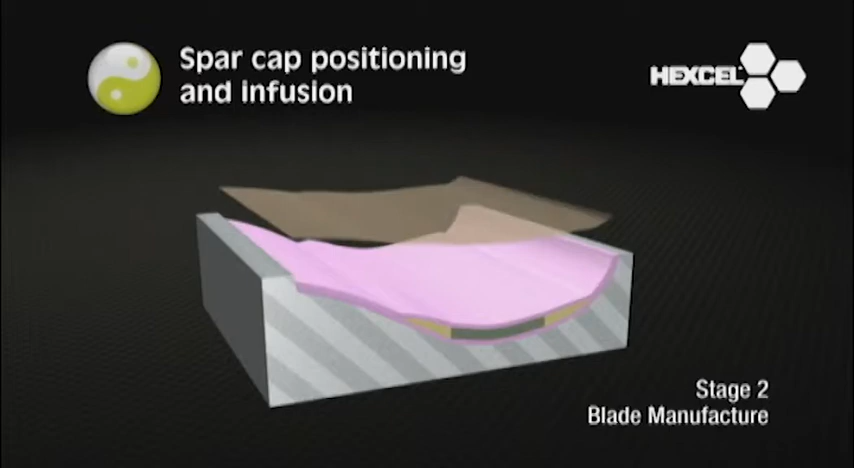 Spar cap positioning
and infusion
HEXCEL
Stage 2
Blade Manufacture